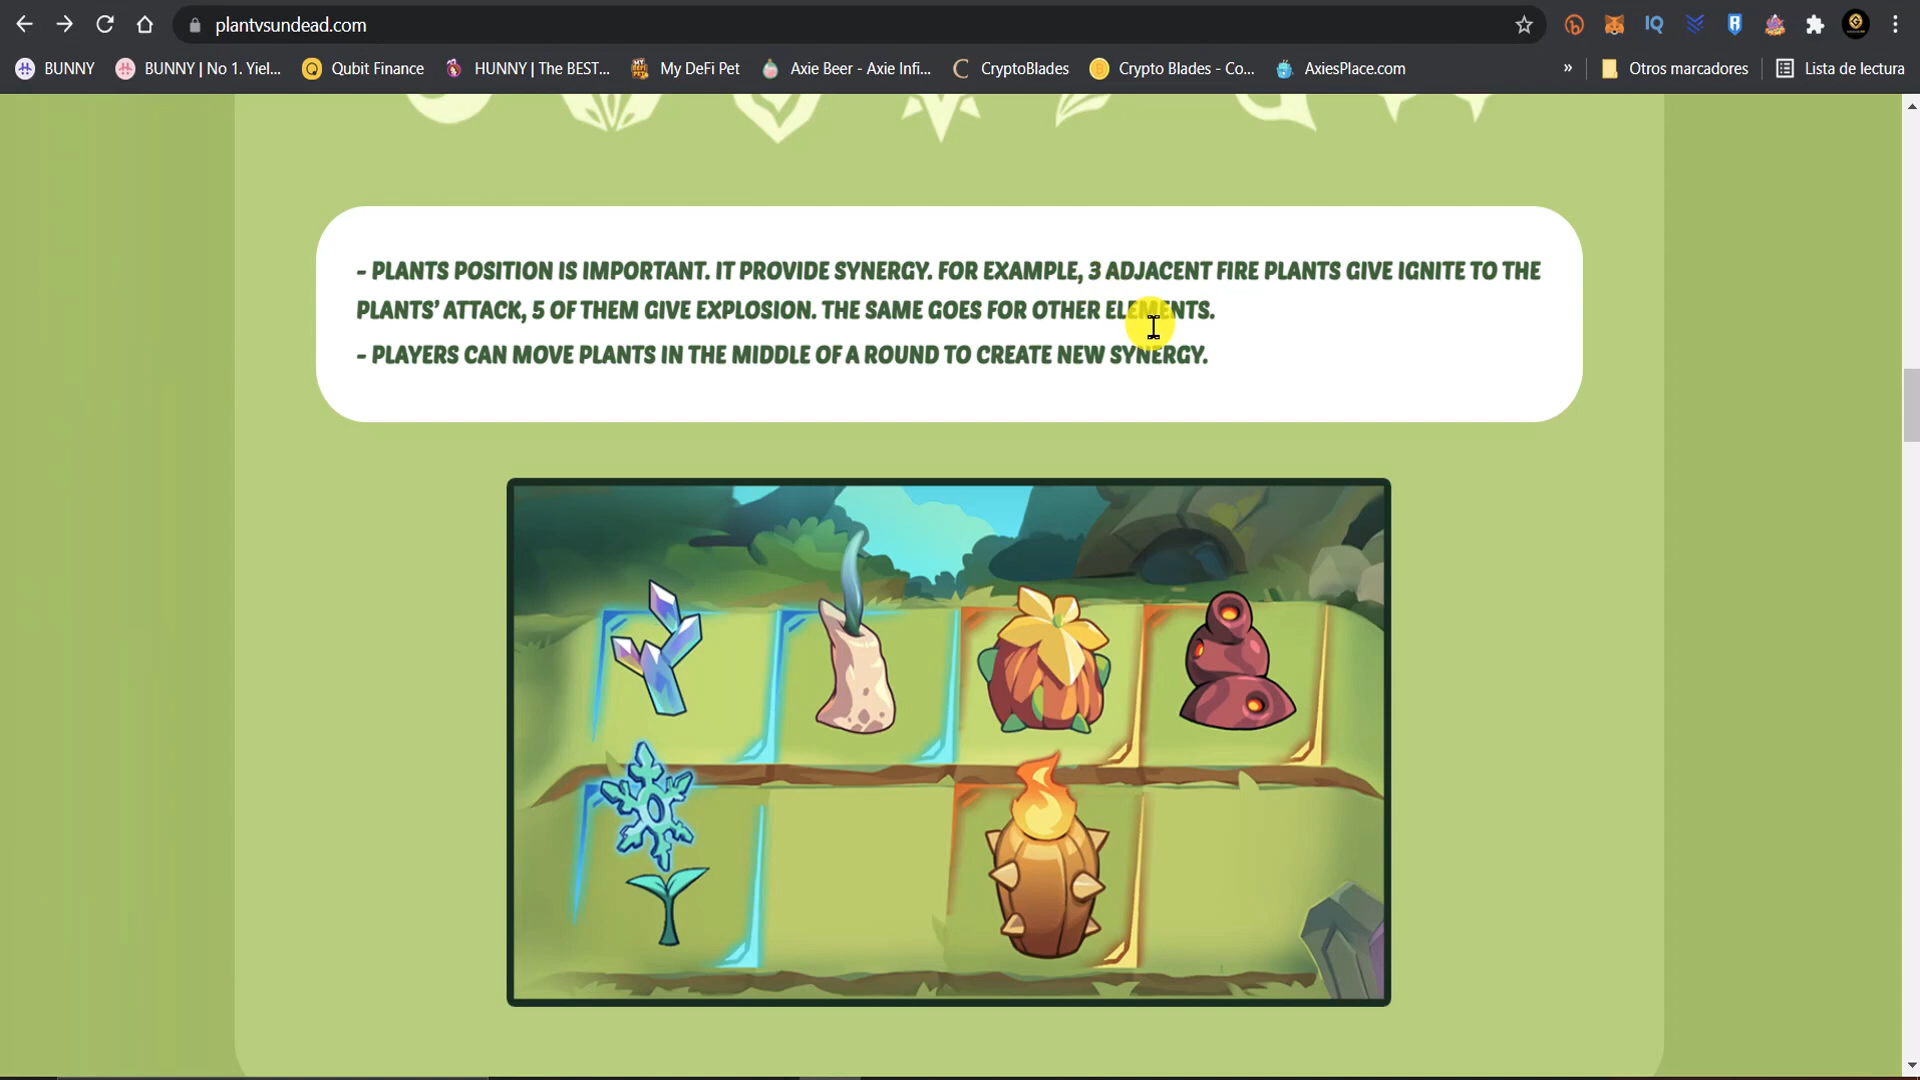 plantvsundead.com
BUNNY
BUNNY | No 1. Yiel...
Qubit Finance
HUNNY | The BEST...
My DeFi Pet
Axie Beer - Axie Infi...
CryptoBlades
Crypto Blades - Co...
AxiesPlace.com
»
Otros marcadores
Lista de lectura
- PLANTS POSITION IS IMPORTANT. IT PROVIDE SYNERGY. FOR EXAMPLE, 3 ADJACENT FIRE PLANTS GIVE IGNITE TO THE
PLANTS' ATTACK, 5 OF THEM GIVE EXPLOSION. THE SAME GOES FOR OTHER ELEMENTS.
- PLAYERS CAN MOVE PLANTS IN THE MIDDLE OF A ROUND TO CREATE NEW SYNERGY.